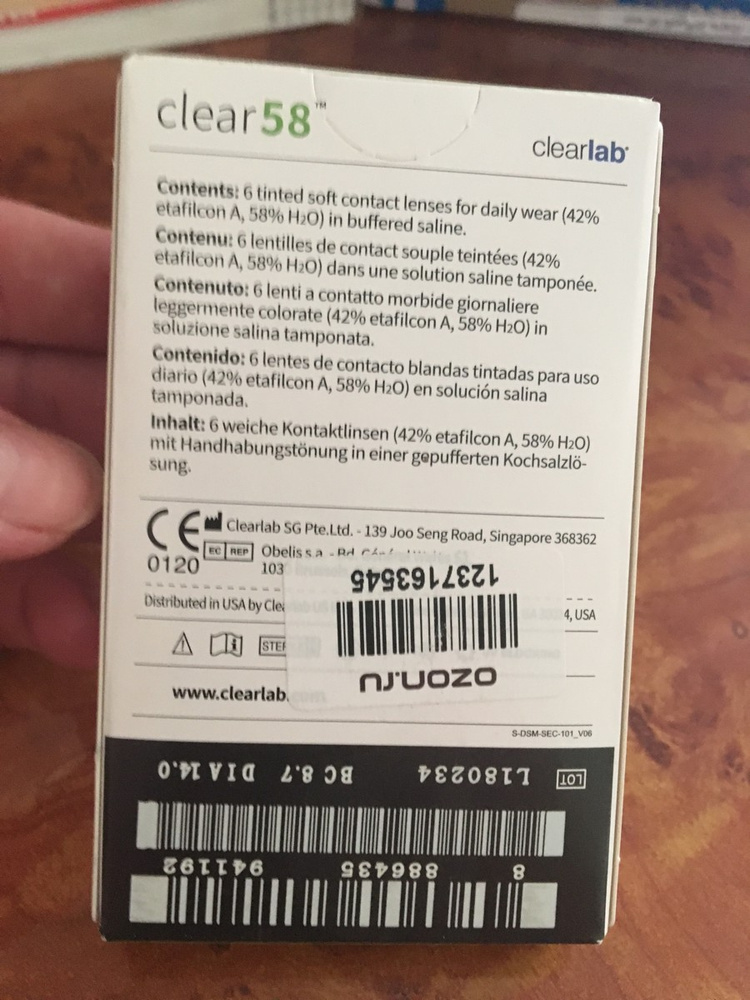 clear58™
clearlab
Contents: 6 tinted soft contact lenses for daily wear (42%
etafilcon A, 58% H₂O) in buffered saline.
Contenu: 6 lentilles de contact souple teintées (42%
etafilcon A, 58% H₂O) dans une solution saline tamponée.
Contenuto: 6 lenti a contatto morbide giornaliere
leggermente colorate (42% etafilcon A, 58% H₂O) in
soluzione salina tamponata.
Contenido: 6 lentes de contacto blandas tintadas para uso
diario (42% etafilcon A, 58% H₂O) en solución salina
tamponada.
Inhalt: 6 weiche Kontaktlinsen (42% etafilcon A, 58% H₂O)
mit Handhabungstönung in einer gepufferten Kochsalzlö-
sung.
CE
0120
Clearlab SG Pte.Ltd. - 139 Joo Seng Road, Singapore 368362
EC REP Obelis s.a. - Bd.
103
Distributed in USA by
4, USA
www.clearlab.
ozon.ru
1237163545
S-DSM-SEC-101_V06
LOT L180234 BC 8.7 DIA 14.0
8 886435 941192